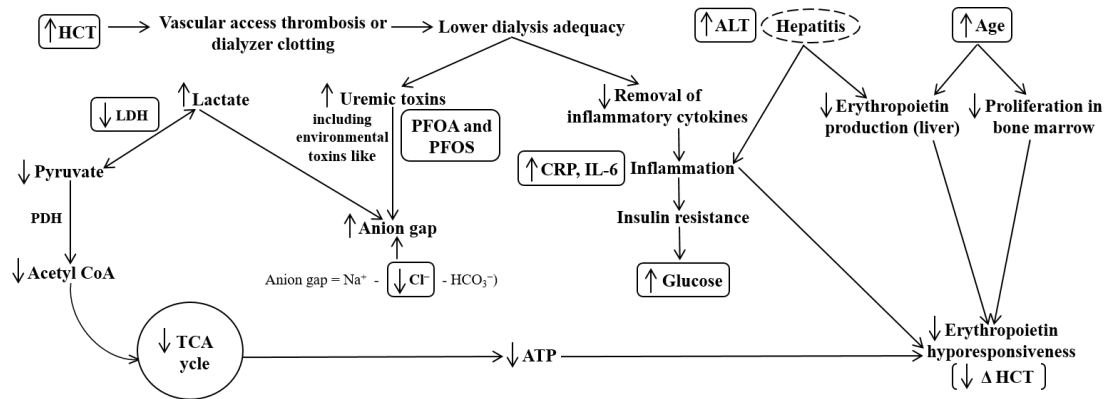 ↑ HCT
Vascular access thrombosis or
dialyzer clotting
Lower dialysis adequacy
↑ ALT
Hepatitis
↑ Age
↓ LDH
↑ Lactate
↑ Uremic toxins
including
environmental
toxins like
PFOA and
PFOS
↓ Removal of
inflammatory cytokines
↓ Erythropoietin
production (liver)
↓ Proliferation in
bone marrow
↓ Pyruvate
↑ CRP, IL-6
Inflammation
PDH
↑ Anion gap
Insulin resistance
↓ Acetyl CoA
Anion gap = Na⁺ - ↓ Cl⁻ - HCO₃⁻)
↑ Glucose
↓ TCA
ycle
↓ ATP
↓ Erythropoietin
hyporesponsiveness
[↓ Δ HCT]